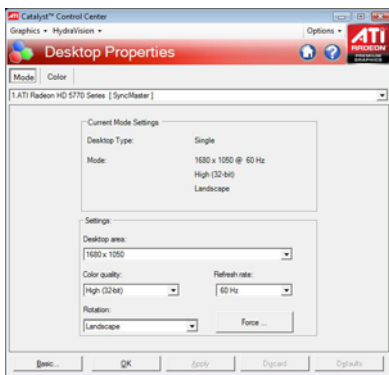 Catalyst™ Control Center
Graphics HydraVision Options
Desktop Properties
ATI
RADEON
PREMIUM
GRAPHICS
Mode Color
1.ATI Radeon HD 5770 Series [ SyncMaster ]
Current Mode Settings
Desktop Type: Single
Mode: 1680 x 1050 @ 60 Hz
High (32-bit)
Landscape
Settings:
Desktop area:
1680 x 1050
Color quality: Refresh rate:
High (32-bit) 60 Hz
Rotation:
Landscape Force ...
Basic... OK Apply Discard Defaults